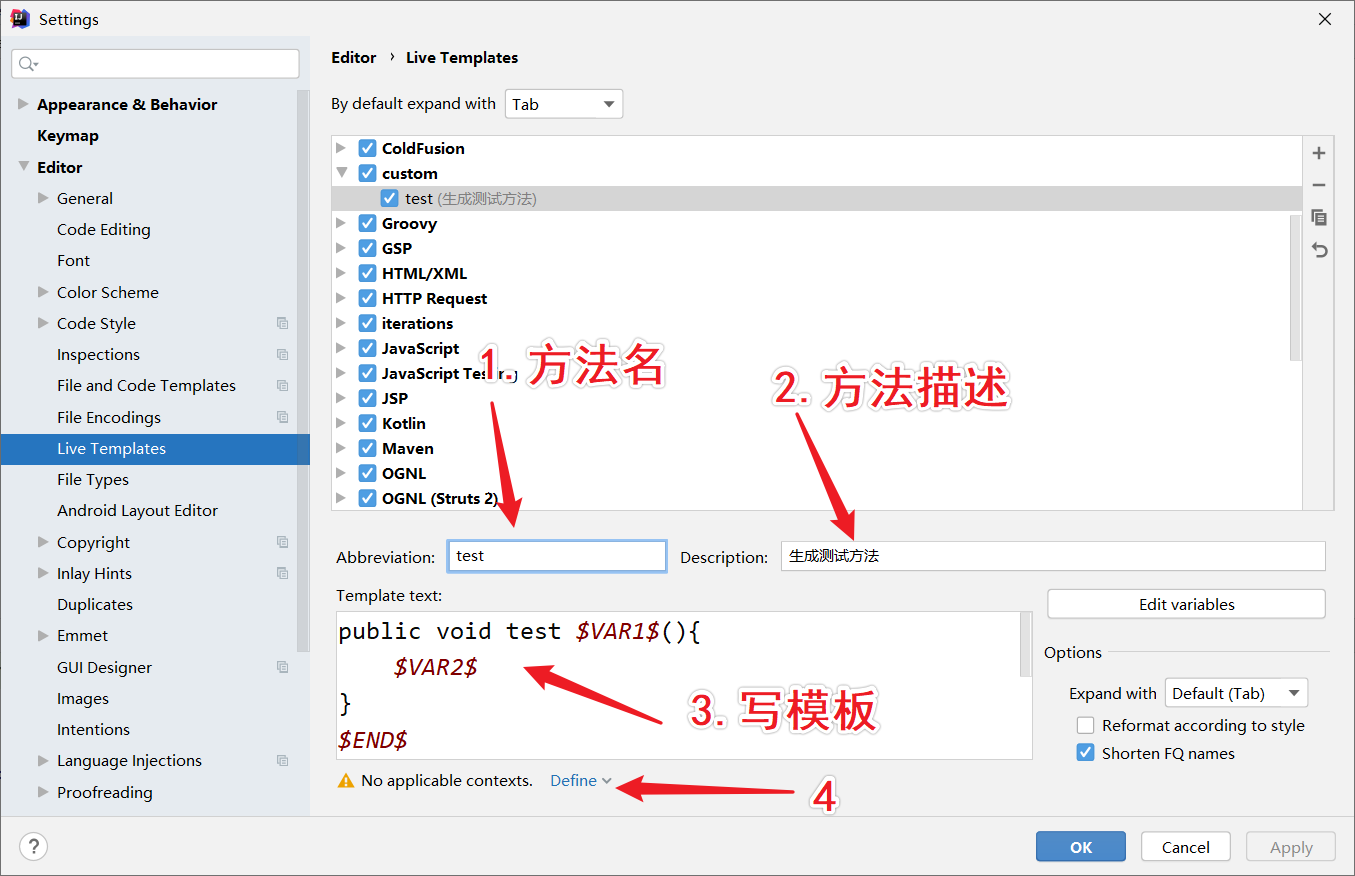 Settings
Editor › Live Templates
By default expand with Tab
Appearance & Behavior
Keymap
Editor
General
Code Editing
Font
Color Scheme
Code Style
Inspections
File and Code Templates
File Encodings
Live Templates
File Types
Android Layout Editor
Copyright
Inlay Hints
Duplicates
Emmet
GUI Designer
Images
Intentions
Language Injections
Proofreading
ColdFusion
custom
test (生成测试方法)
Groovy
GSP
HTML/XML
HTTP Request
iterations
JavaScript
JavaScript Testing
JSP
Kotlin
Maven
OGNL
OGNL (Struts 2)
1. 方法名
2. 方法描述
Abbreviation: test
Description: 生成测试方法
Template text:
public void test $VAR1$(){
$VAR2$
}
$END$
3. 写模板
No applicable contexts. Define
4
Edit variables
Options
Expand with Default (Tab)
Reformat according to style
Shorten FQ names
?
OK
Cancel
Apply